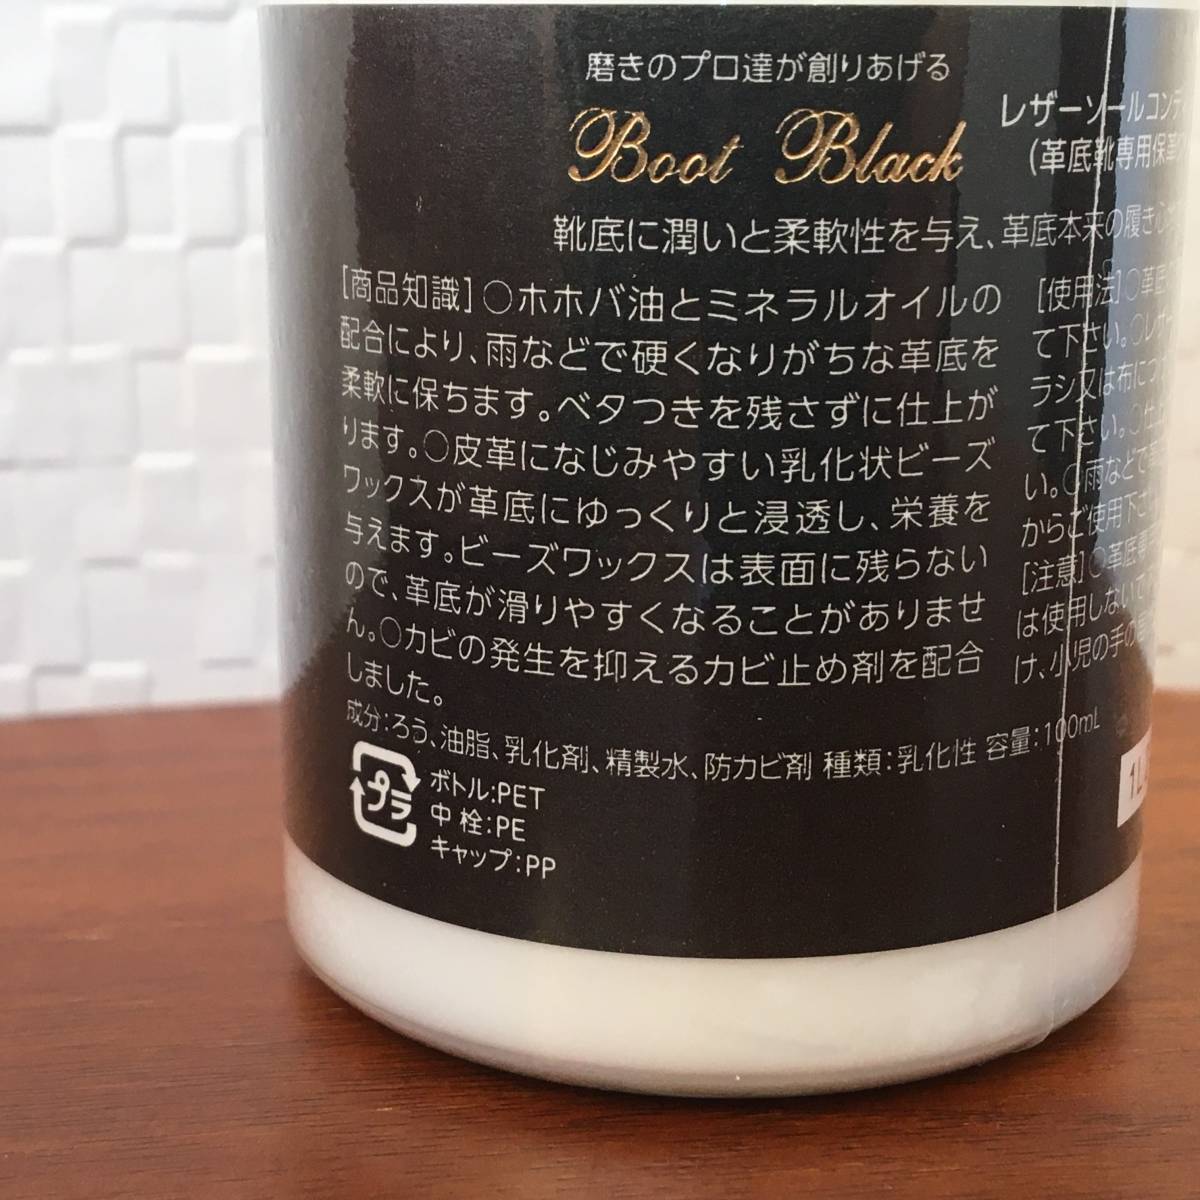 磨きのプロ達が創りあげる
Boot Black
レザーソールコンデ
(革底靴専用保革
靴底に潤いと柔軟性を与え、革底本来の履き心
[商品知識]○ホホバ油とミネラルオイルの
配合により、雨などで硬くなりがちな革底を
柔軟に保ちます。ベタつきを残さずに仕上が
ります。○皮革になじみやすい乳化状ビーズ
ワックスが革底にゆっくりと浸透し、栄養を
与えます。ビーズワックスは表面に残らない
ので、革底が滑りやすくなることがありませ
ん。○カビの発生を抑えるカビ止め剤を配合
しました。
[使用法]○革底
て下さい。○レザー
ラシ又は布につ
て下さい。○仕上
い。○雨などで
からご使用下さ
[注意]○革底専
は使用しないで
け、小児の手の
成分:ろう、油脂、乳化剤、精製水、防カビ剤 種類:乳化性 容量:100mL
プラ
ボトル:PET
中 栓:PE
キャップ:PP